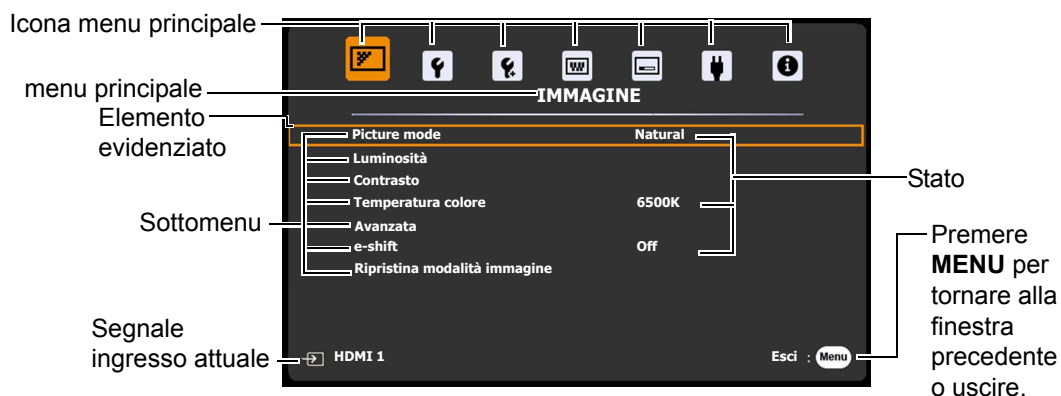 Icona menu principale
menu principale
IMMAGINE
Elemento
evidenziato
Picture mode Natural
Luminosità
Contrasto
Temperatura colore 6500K
Avanzata
e-shift Off
Ripristina modalità immagine
Sottomenu
Stato
Segnale
ingresso attuale
HDMI 1
Esci : Menu
Premere
MENU per
tornare alla
finestra
precedente
o uscire.